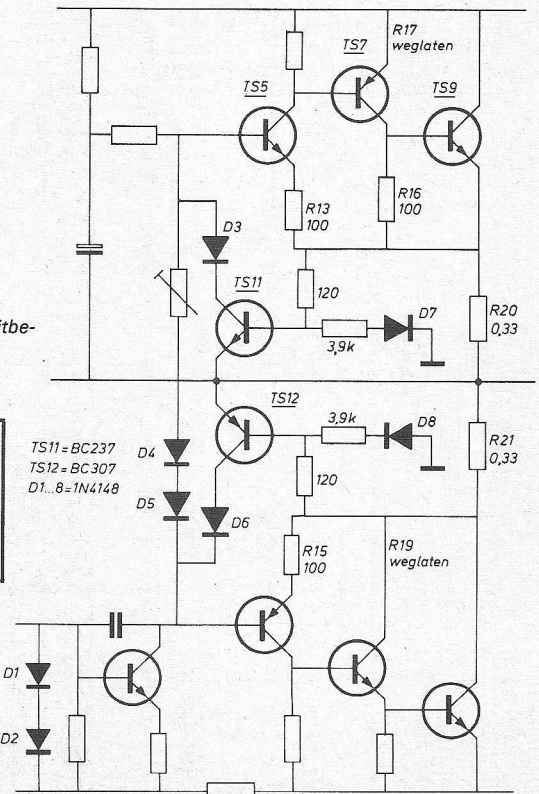 R17
weglaten
TS7
TS5
TS9
R13
100
R16
100
D3
TS11
120
D7
R20
0,33
3,9k
itbe-
TS12
3,9k
D8
R21
0,33
TS11=BC237
TS12=BC307
D1...8=1N4148
D4
120
D5
D6
R15
100
R19
weglaten
D1
D2